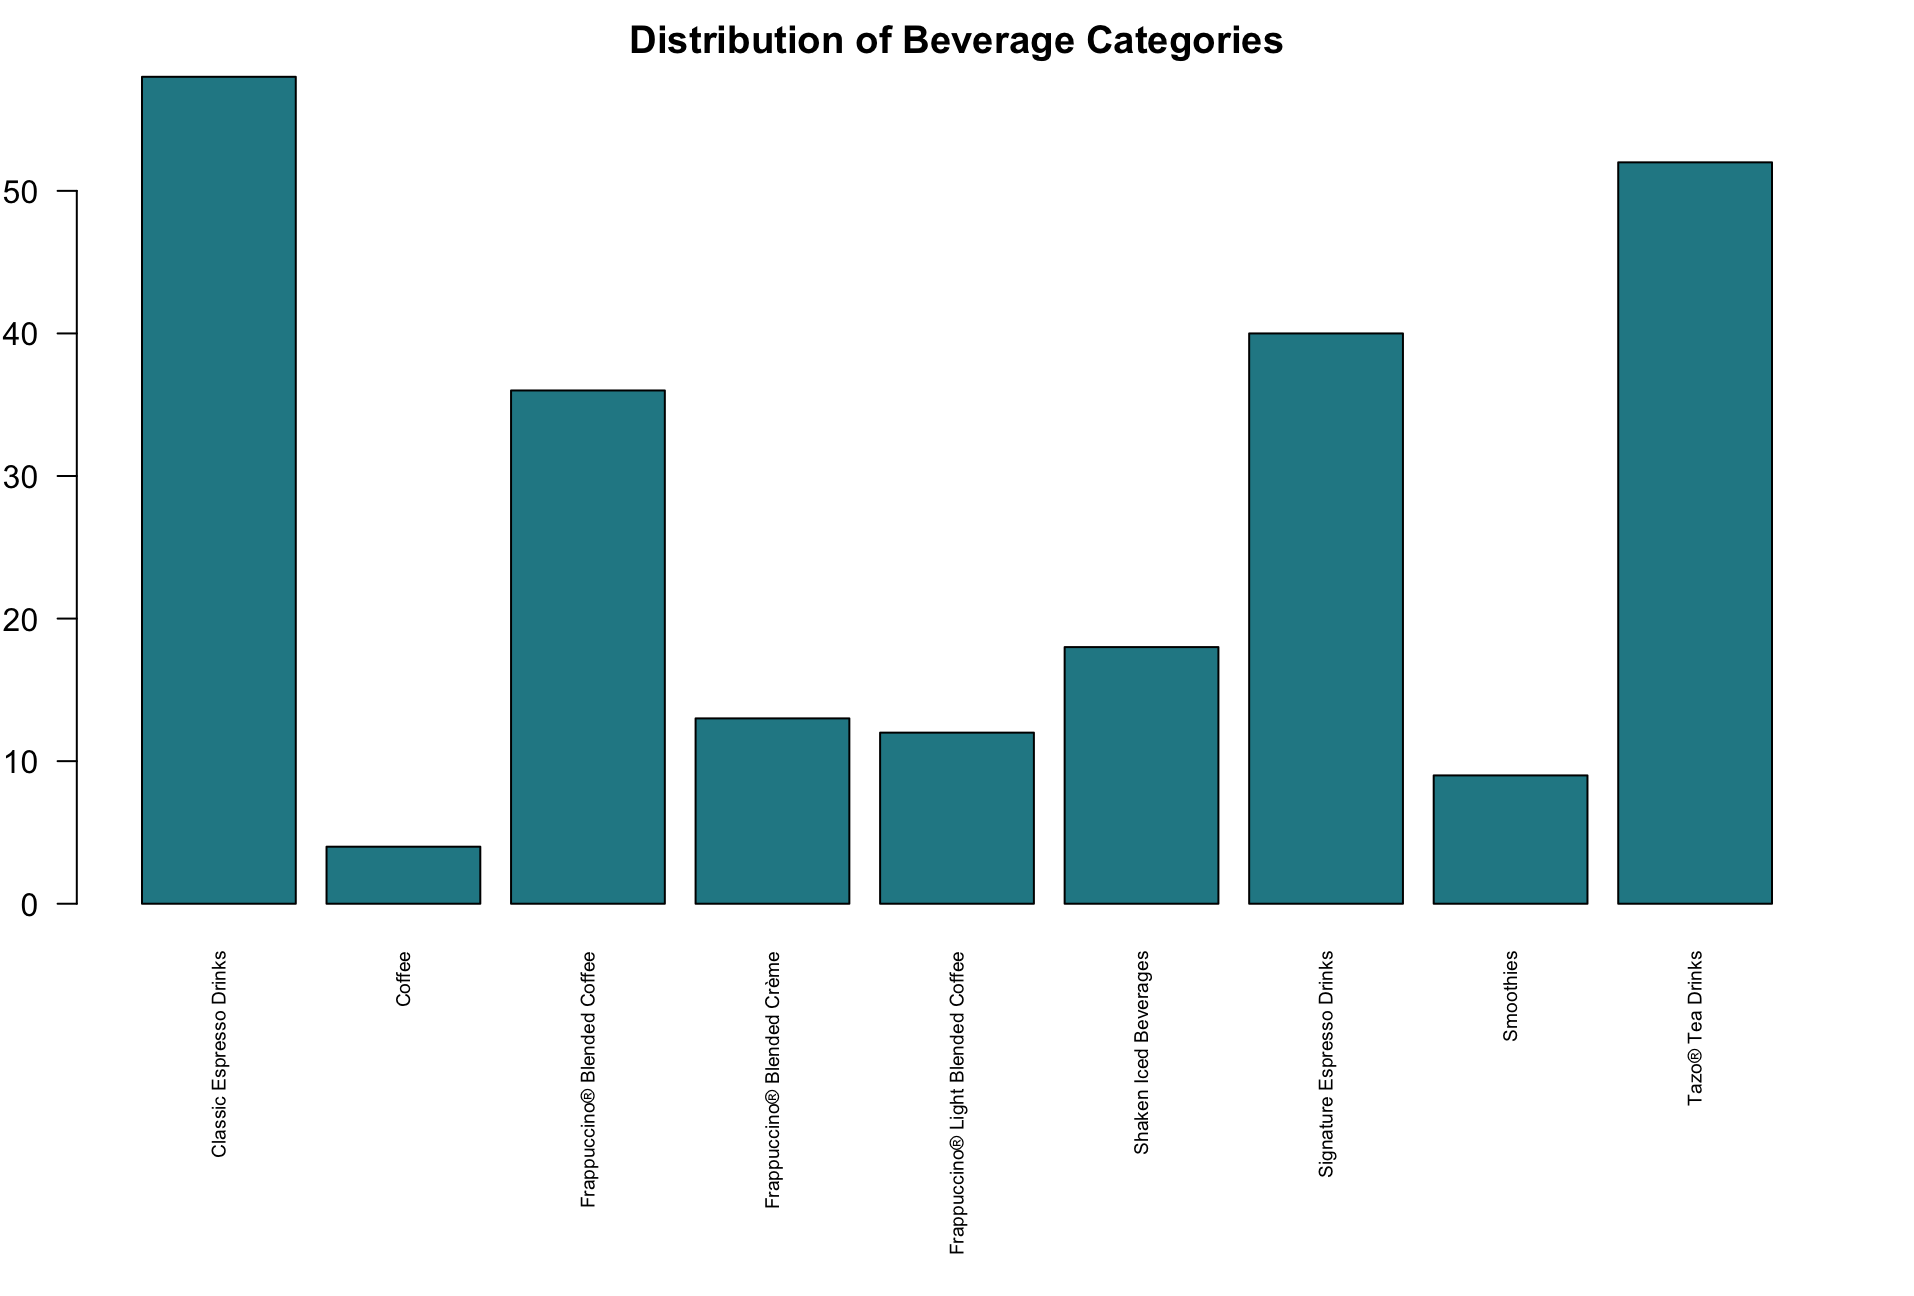 Distribution of Beverage Categories
50
40
30
20
10
0
Classic Espresso Drinks
Coffee
Frappuccino® Blended Coffee
Frappuccino® Blended Crème
Frappuccino® Light Blended Coffee
Shaken Iced Beverages
Signature Espresso Drinks
Smoothies
Tazo® Tea Drinks